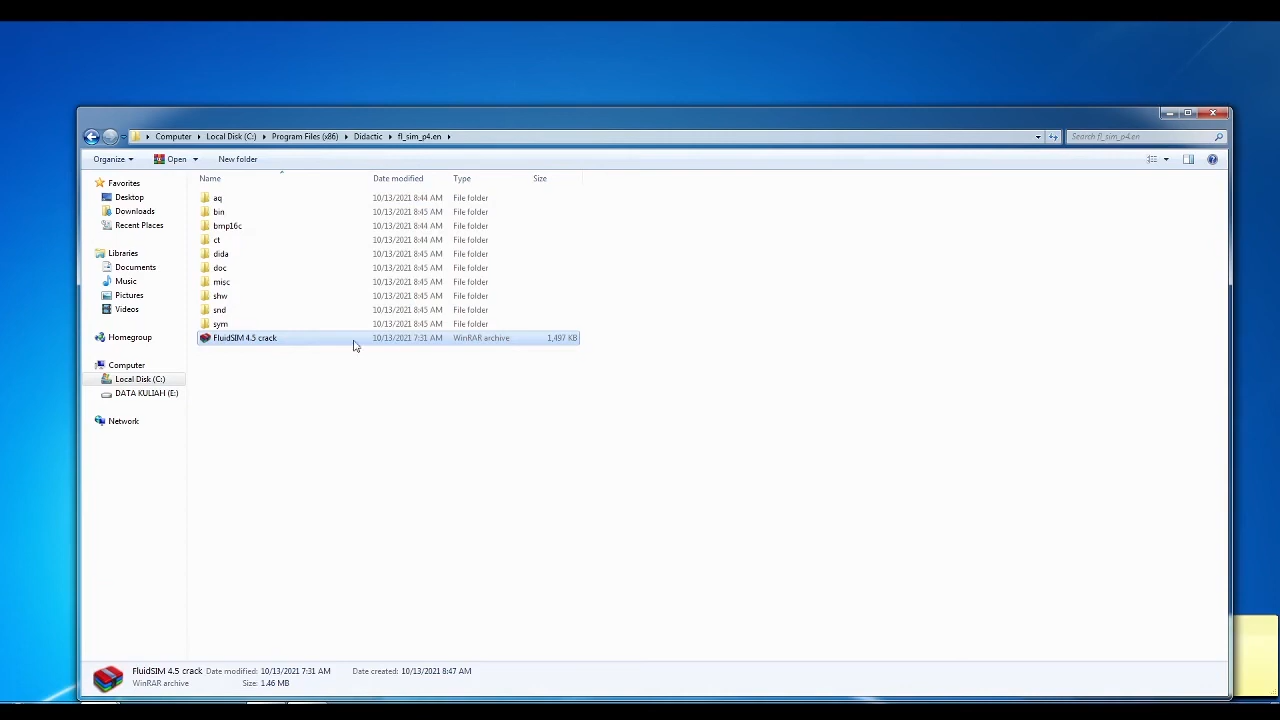 Computer Local Disk (C:) Program Files (x86) Didactic fl_sim_p4.en Search fl_sim_p4.en
Organize Open New folder
Name Date modified Type Size
Favorites
Desktop
Downloads
Recent Places
Libraries
Documents
Music
Pictures
Videos
Homegroup
Computer
Local Disk (C:)
DATA KULIAH (E:)
Network
aq 10/13/2021 8:44 AM File folder
bin 10/13/2021 8:45 AM File folder
bmp16c 10/13/2021 8:44 AM File folder
ct 10/13/2021 8:44 AM File folder
dida 10/13/2021 8:45 AM File folder
doc 10/13/2021 8:45 AM File folder
misc 10/13/2021 8:45 AM File folder
shw 10/13/2021 8:45 AM File folder
snd 10/13/2021 8:45 AM File folder
sym 10/13/2021 8:45 AM File folder
FluidSIM 4.5 crack 10/13/2021 7:31 AM WinRAR archive 1,497 KB
FluidSIM 4.5 crack Date modified: 10/13/2021 7:31 AM Date created: 10/13/2021 8:47 AM
WinRAR archive Size: 1.46 MB